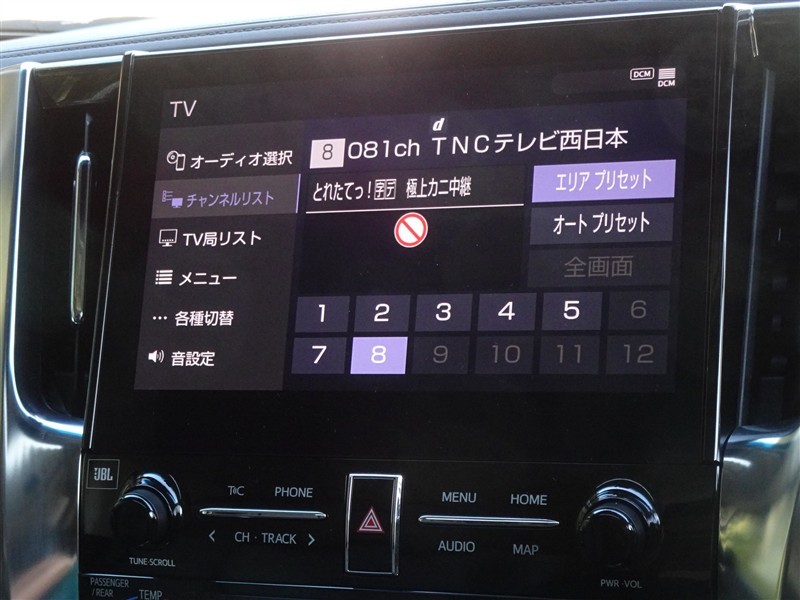 DCM
DCM
TV
8 081ch TNCテレビ西日本
d
オーディオ選択
チャンネルリスト
TV局リスト
メニュー
各種切替
音設定
とれたてっ!🈑 極上カニ中継
エリア プリセット
オート プリセット
全画面
1 2 3 4 5 6
7 8 9 10 11 12
JBL
T PHONE
MENU HOME
< CH · TRACK >
AUDIO MAP
TUNE·SCROLL
PWR·VOL
PASSENGER
/REAR TEMP